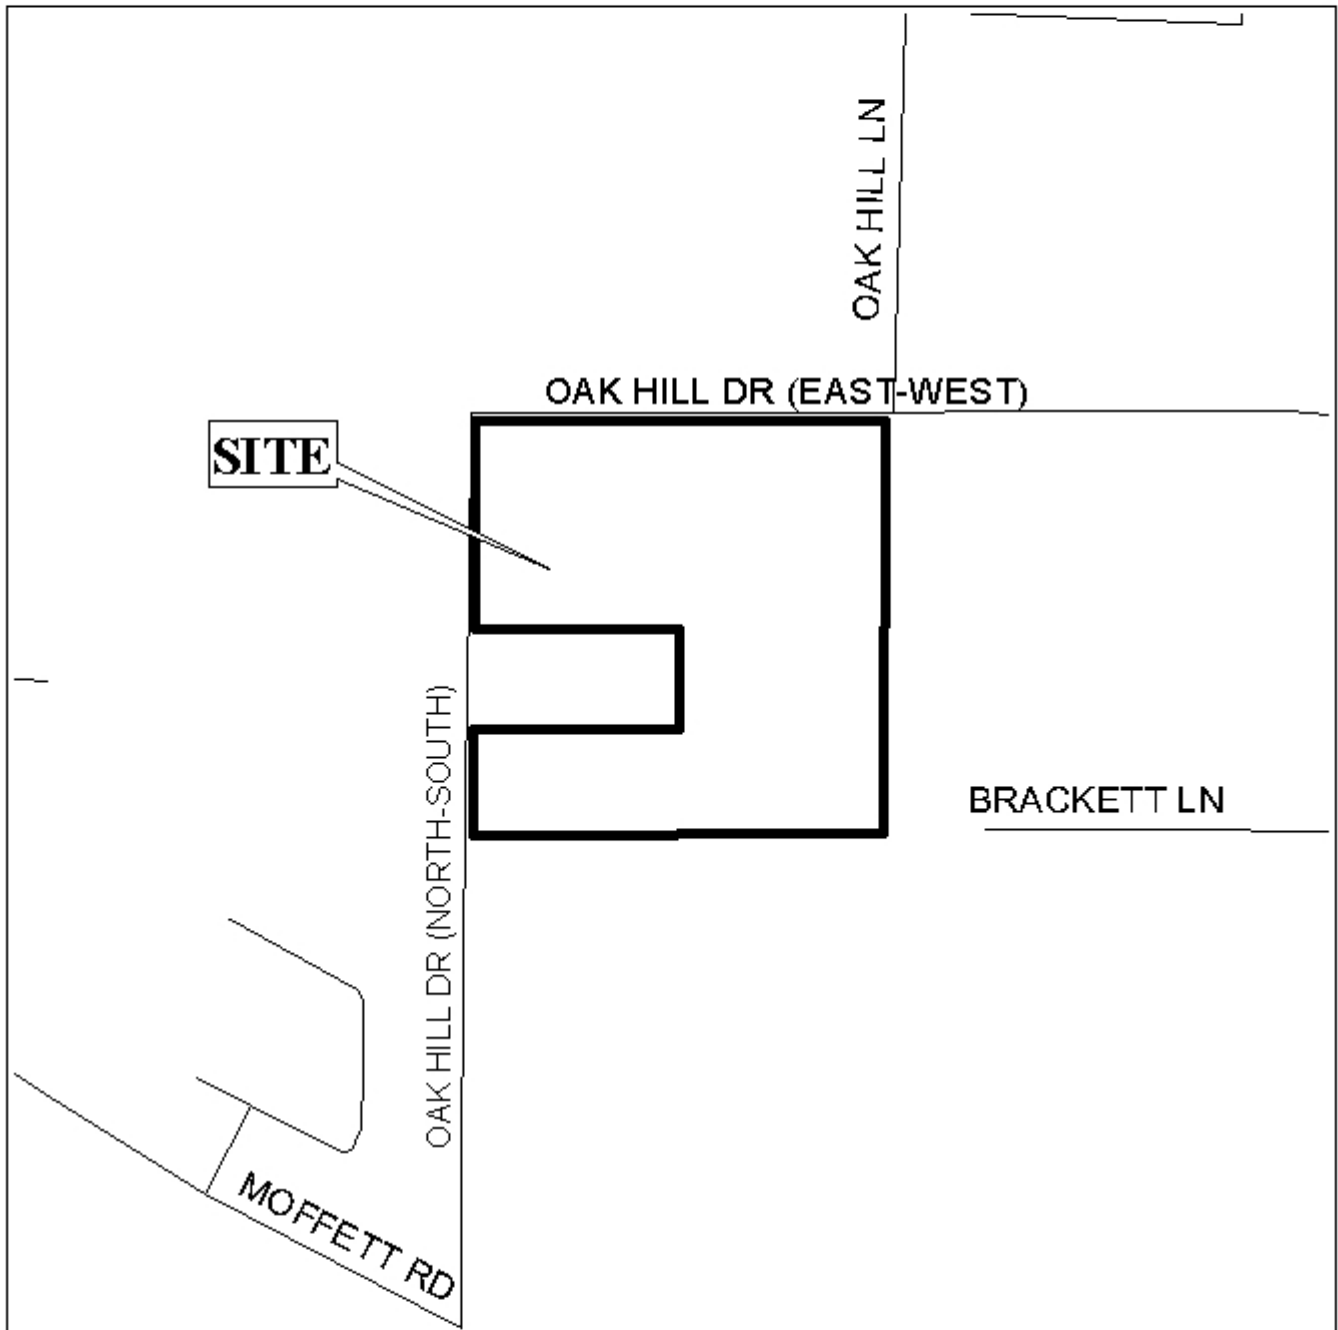 OAK HILL LN
OAK HILL DR (EAST-WEST)
SITE
OAK HILL DR (NORTH-SOUTH)
BRACKETT LN
MOFFETT RD